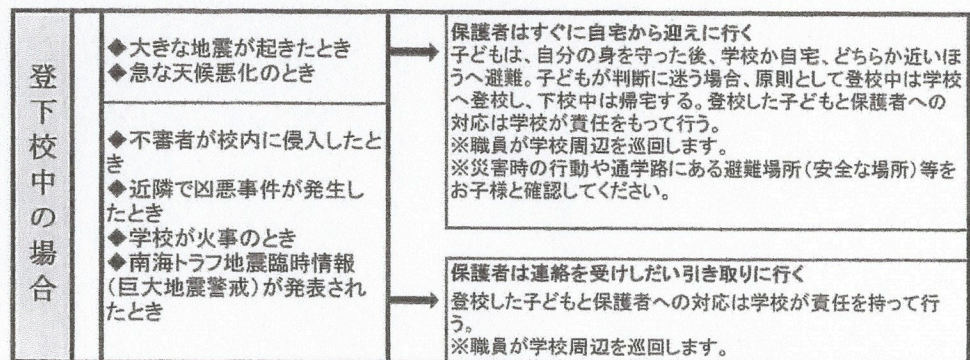 登下校中の場合
◆大きな地震が起きたとき
◆急な天候悪化のとき
◆不審者が校内に侵入したと
き
◆近隣で凶悪事件が発生し
たとき
◆学校が火事のとき
◆南海トラフ地震臨時情報
(巨大地震警戒)が発表され
たとき
保護者はすぐに自宅から迎えに行く
子どもは、自分の身を守った後、学校か自宅、どちらか近いほ
うへ避難。子どもが判断に迷う場合、原則として登校中は学校
へ登校し、下校中は帰宅する。登校した子どもと保護者への
対応は学校が責任をもって行う。
※職員が学校周辺を巡回します。
※災害時の行動や通学路にある避難場所(安全な場所)等を
お子様と確認してください。
保護者は連絡を受けしだい引き取りに行く
登校した子どもと保護者への対応は学校が責任を持って行
う。
※職員が学校周辺を巡回します。